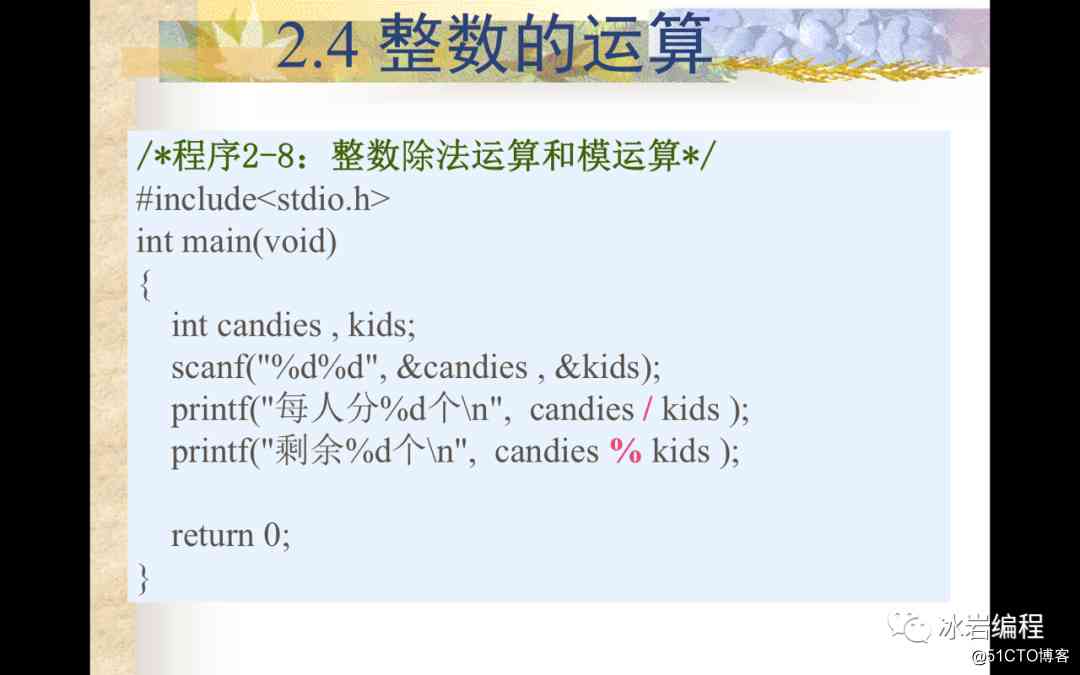 2.4 整数的运算
/*程序2-8：整数除法运算和模运算*/
#include<stdio.h>
int main(void)
{
int candies , kids;
scanf("%d%d", &candies , &kids);
printf("每人分%d个\n", candies / kids );
printf("剩余%d个\n", candies % kids );
return 0;
}
冰岩编程
@51CTO博客